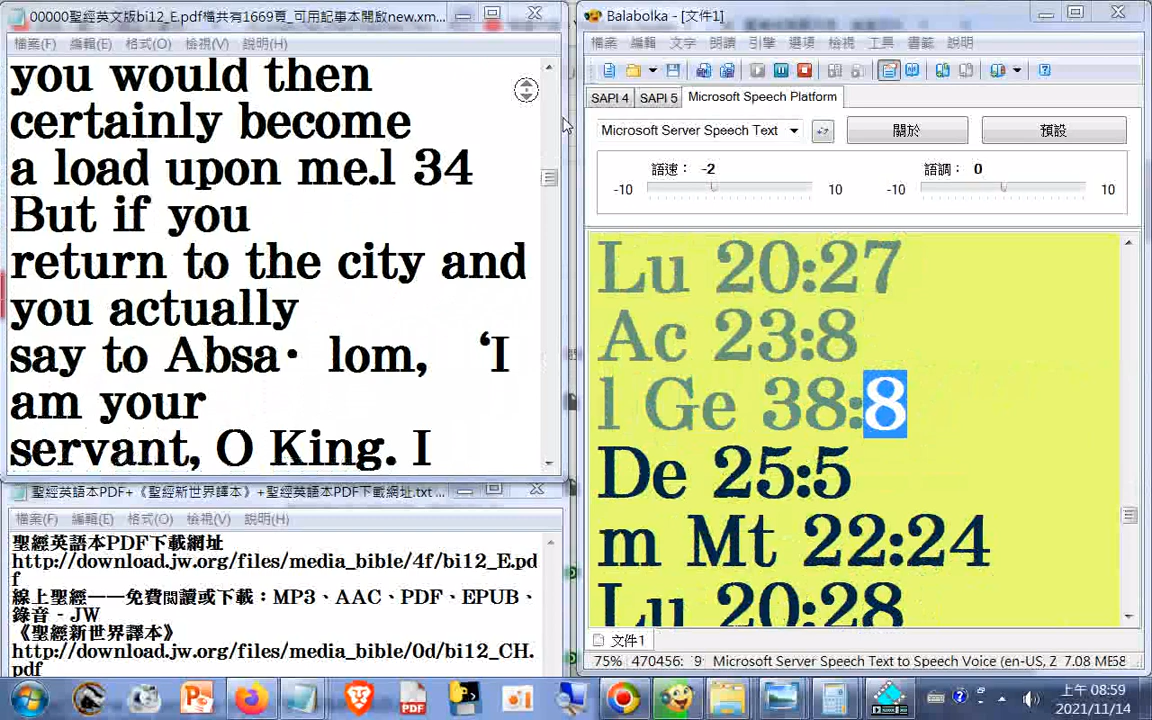 00000聖經英文版bi12_E.pdf檔共有1669頁_可用記事本開啟new.xm...
檔案(F) 編輯(E) 格式(O) 檢視(V) 說明(H)
you would then
certainly become
a load upon me.l 34
But if you
return to the city and
you actually
say to Absa· lom, ‘I
am your
servant, O King. I
聖經英語本PDF+《聖經新世界譯本》+聖經英語本PDF下載網址.txt ...
檔案(F) 編輯(E) 格式(O) 檢視(V) 說明(H)
聖經英語本PDF下載網址
http://download.jw.org/files/media_bible/4f/bi12_E.pd
f
線上聖經——免費閱讀或下載：MP3、AAC、PDF、EPUB、
錄音 - JW
《聖經新世界譯本》
http://download.jw.org/files/media_bible/0d/bi12_CH.
pdf
Balabolka - [文件1]
檔案 編輯 文字 朗讀 引擎 選項 檢視 工具 書籤 說明
SAPI 4 SAPI 5 Microsoft Speech Platform
Microsoft Server Speech Text 關於 預設
語速： -2 語調： 0
-10 10 -10 10
Lu 20:27
Ac 23:8
l Ge 38:8
De 25:5
m Mt 22:24
Lu 20:28
文件1
75% 470456: '9' Microsoft Server Speech Text to Speech Voice (en-US, Z 7.08 ME58
上午 08:59
2021/11/14